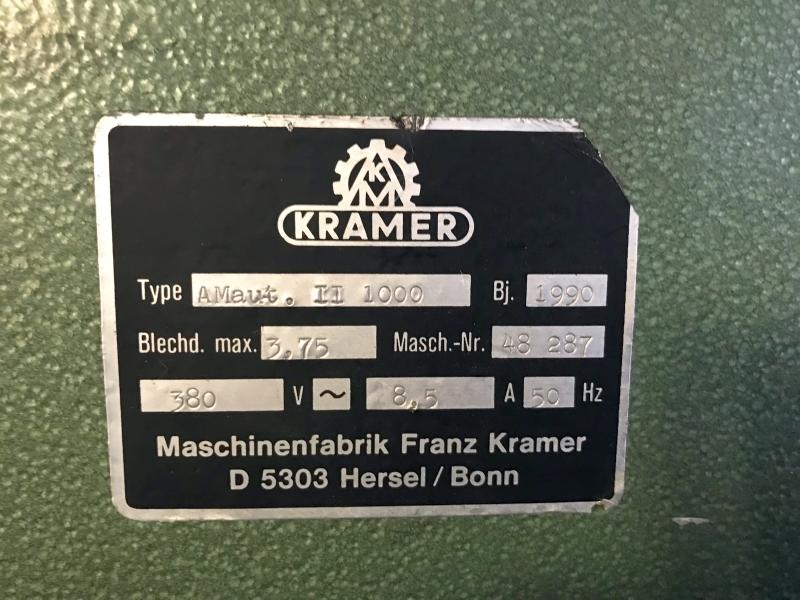 KRAMER
Type AMaut. II 1000 Bj. 1990
Blechd. max. 3,75 Masch.-Nr. 48 287
380 V ~ 8,5 A 50 Hz
Maschinenfabrik Franz Kramer
D 5303 Hersel / Bonn